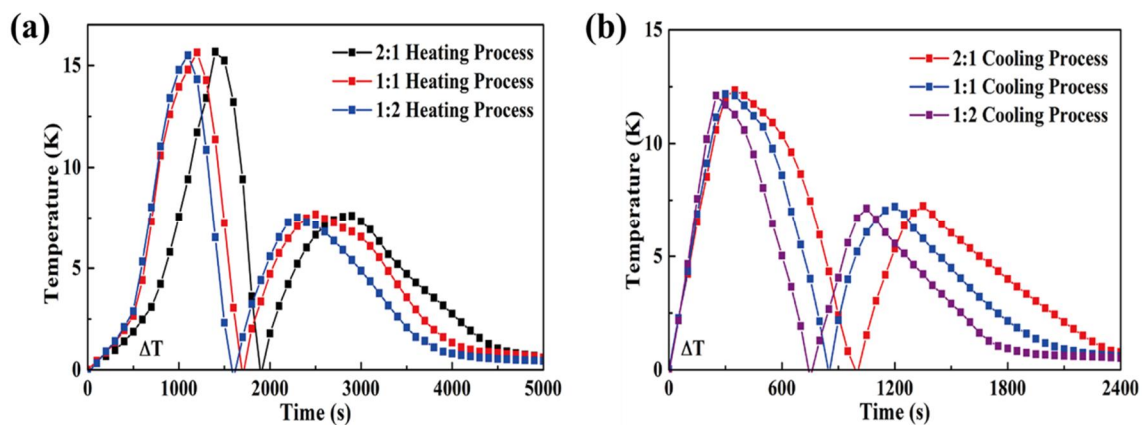 (a)
Temperature (K)
15
10
5
0
2:1 Heating Process
1:1 Heating Process
1:2 Heating Process
ΔT
0 1000 2000 3000 4000 5000
Time (s)
(b)
Temperature (K)
15
10
5
0
2:1 Cooling Process
1:1 Cooling Process
1:2 Cooling Process
ΔT
0 600 1200 1800 2400
Time (s)